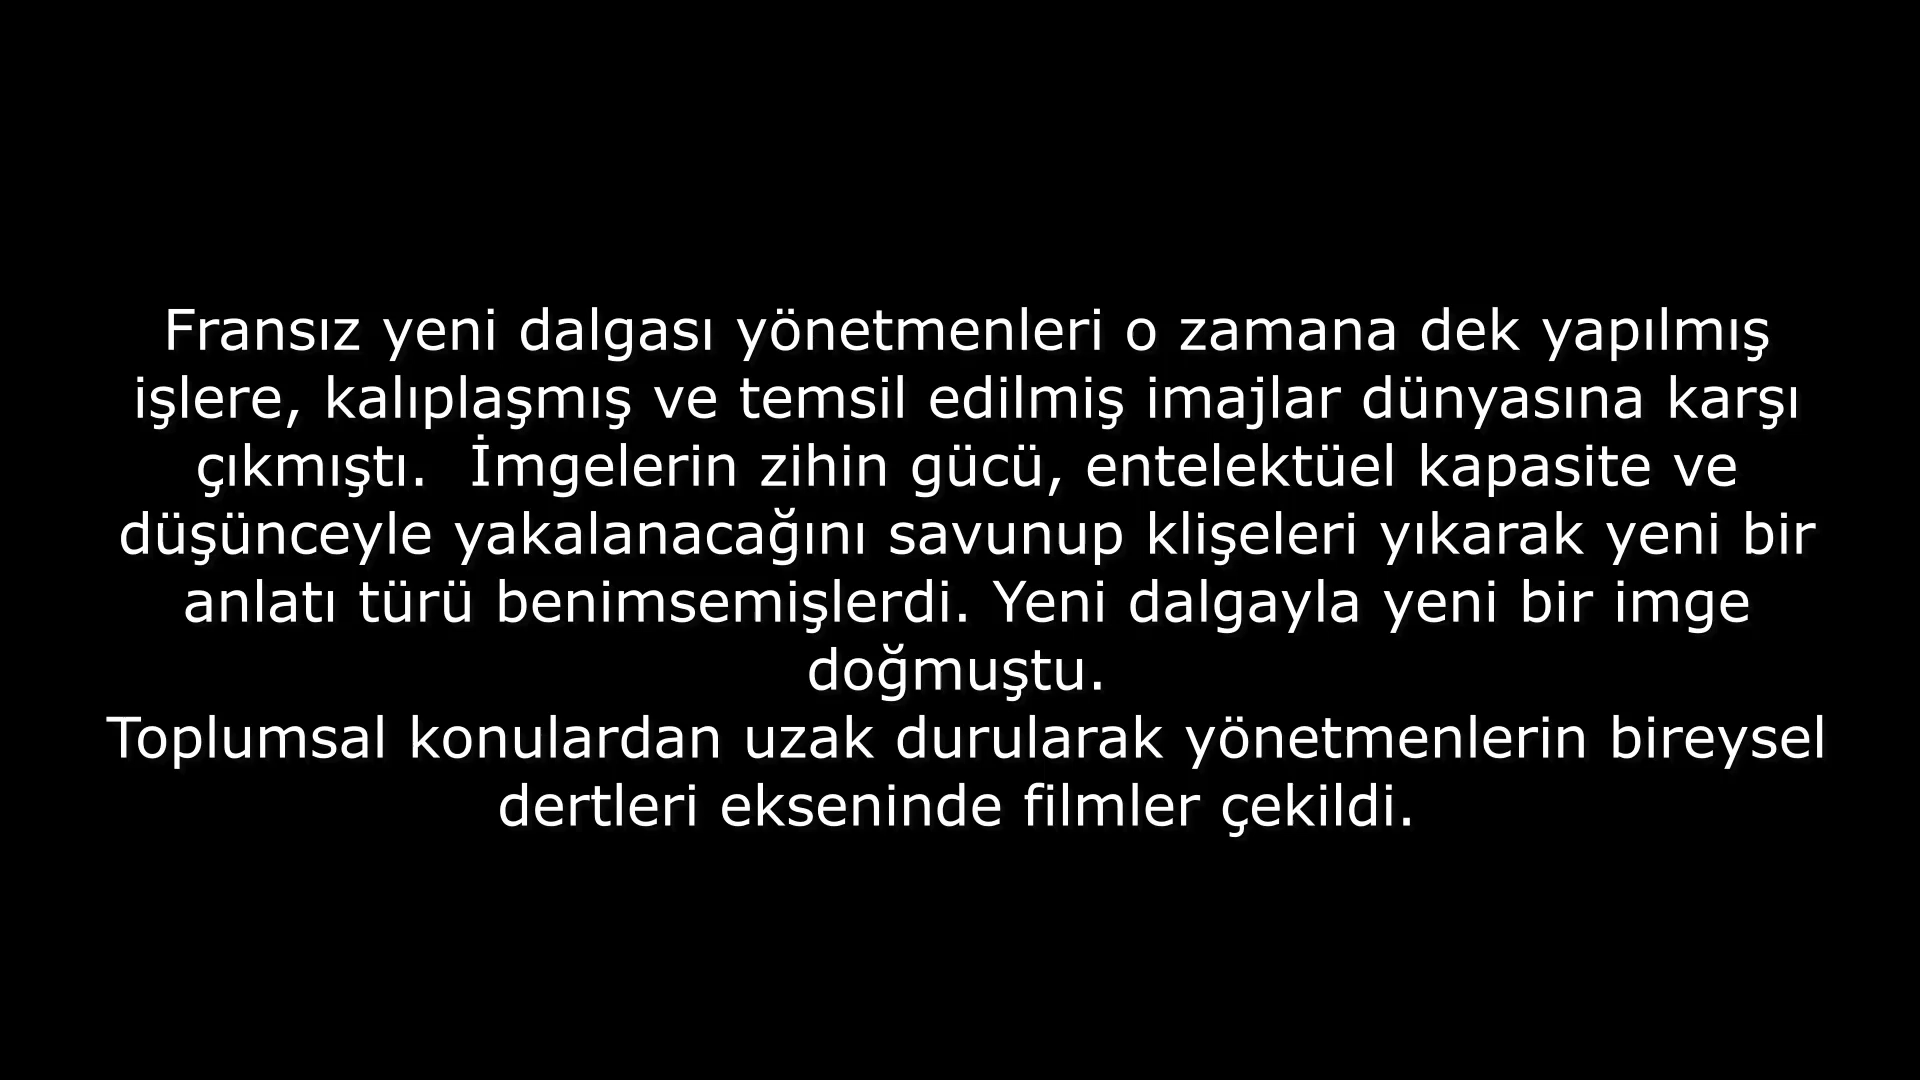 Fransız yeni dalgası yönetmenleri o zamana dek yapılmış
işlere, kalıplaşmış ve temsil edilmiş imajlar dünyasına karşı
çıkmıştı.  İmgelerin zihin gücü, entelektüel kapasite ve
düşünceyle yakalanacağını savunup klişeleri yıkarak yeni bir
anlatı türü benimsemişlerdi. Yeni dalgayla yeni bir imge
doğmuştu.
Toplumsal konulardan uzak durularak yönetmenlerin bireysel
dertleri ekseninde filmler çekildi.